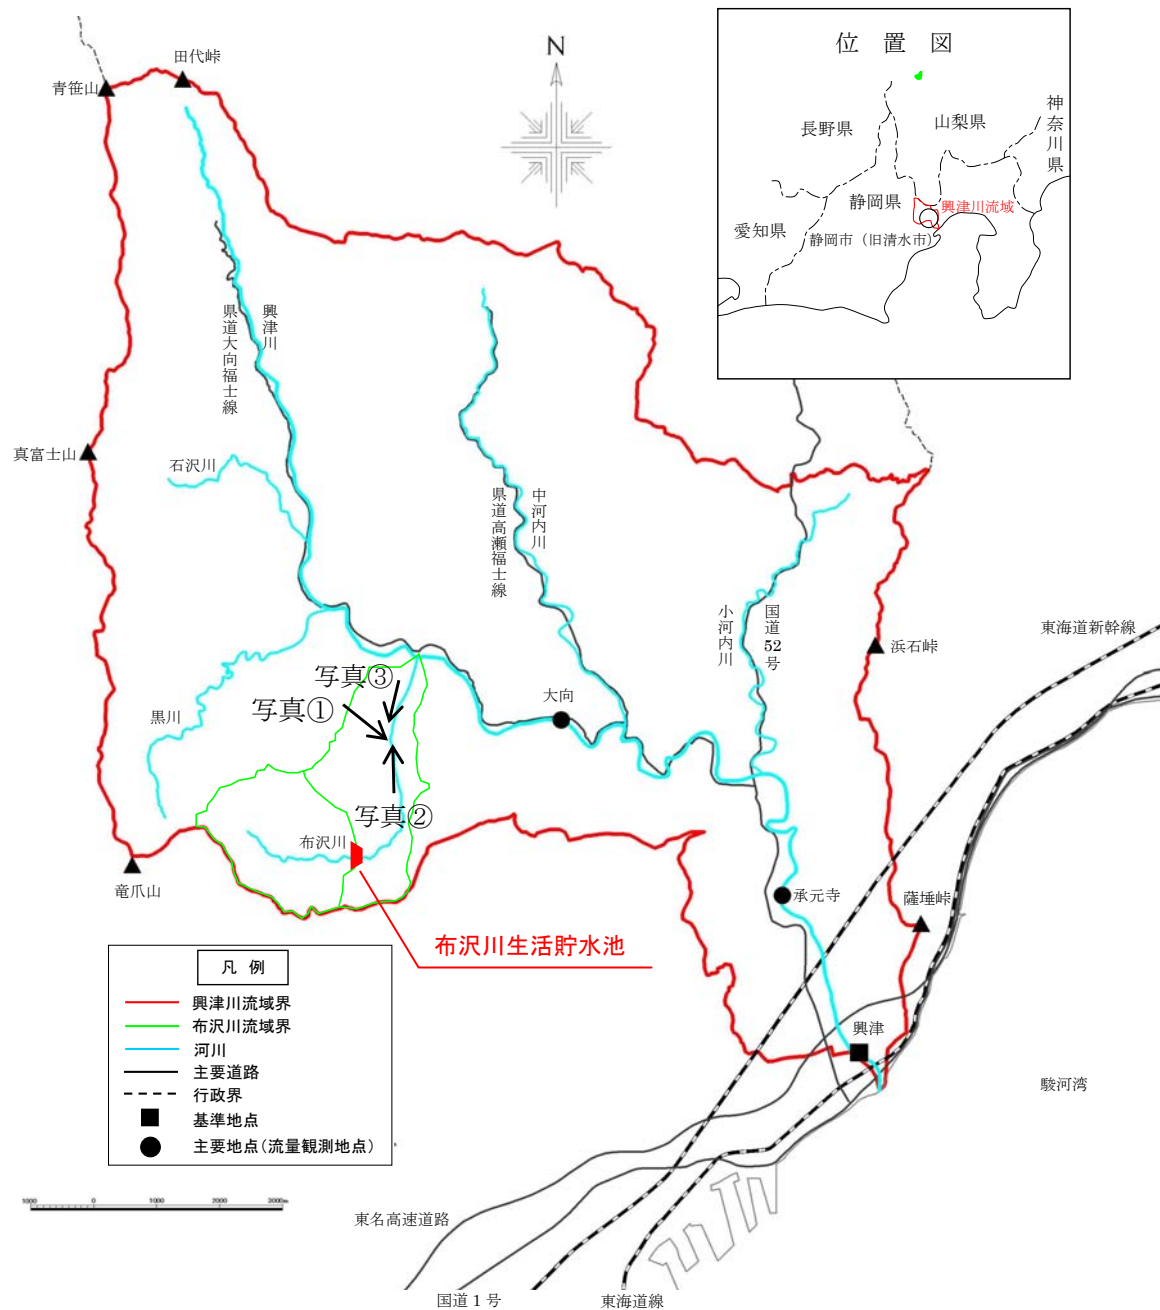 位置図
長野県
山梨県
神奈川県
静岡県
興津川流域
愛知県
静岡市（旧清水市）
N
田代峠
青笹山
興津川
県道大向福士線
真富士山
石沢川
中河内川
県道高瀬福士線
小河内川
国道52号
浜石峠
東海道新幹線
写真③
写真①
大向
黒川
写真②
布沢川
竜爪山
承元寺
薩埵峠
布沢川生活貯水池
凡例
興津川流域界
布沢川流域界
河川
主要道路
行政界
基準地点
主要地点(流量観測地点)
興津
駿河湾
1000 0 1000 2000 3000m
東名高速道路
国道1号
東海道線